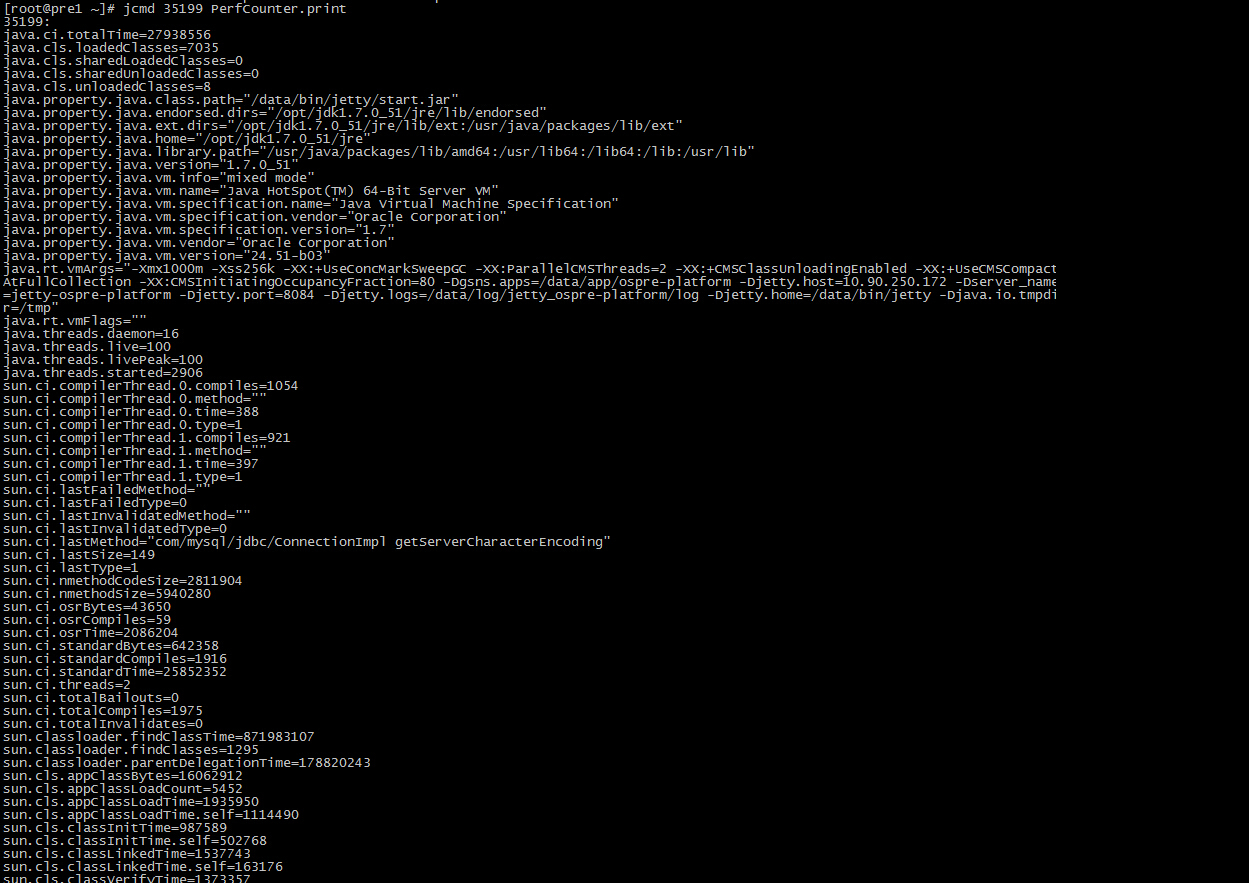 [root@pre1 ~]# jcmd 35199 PerfCounter.print
35199:
java.ci.totalTime=27938556
java.cls.loadedClasses=7035
java.cls.sharedLoadedClasses=0
java.cls.sharedUnloadedClasses=0
java.cls.unloadedClasses=8
java.property.java.class.path="/data/bin/jetty/start.jar"
java.property.java.endorsed.dirs="/opt/jdk1.7.0_51/jre/lib/endorsed"
java.property.java.ext.dirs="/opt/jdk1.7.0_51/jre/lib/ext:/usr/java/packages/lib/ext"
java.property.java.home="/opt/jdk1.7.0_51/jre"
java.property.java.library.path="/usr/java/packages/lib/amd64:/usr/lib64:/lib64:/lib:/usr/lib"
java.property.java.version="1.7.0_51"
java.property.java.vm.info="mixed mode"
java.property.java.vm.name="Java HotSpot(TM) 64-Bit Server VM"
java.property.java.vm.specification.name="Java Virtual Machine Specification"
java.property.java.vm.specification.vendor="Oracle Corporation"
java.property.java.vm.specification.version="1.7"
java.property.java.vm.vendor="Oracle Corporation"
java.property.java.vm.version="24.51-b03"
java.rt.vmArgs="-Xmx1000m -Xss256k -XX:+UseConcMarkSweepGC -XX:ParallelCMSThreads=2 -XX:+CMSClassUnloadingEnabled -XX:+UseCMSCompact
AtFullCollection -XX:CMSInitiatingOccupancyFraction=80 -Dgsns.apps=/data/app/ospre-platform -Djetty.host=10.90.250.172 -Dserver_name
=jetty-ospre-platform -Djetty.port=8084 -Djetty.logs=/data/log/jetty_ospre-platform/log -Djetty.home=/data/bin/jetty -Djava.io.tmpdi
r=/tmp"
java.rt.vmFlags=""
java.threads.daemon=16
java.threads.live=100
java.threads.livePeak=100
java.threads.started=2906
sun.ci.compilerThread.0.compiles=1054
sun.ci.compilerThread.0.method=""
sun.ci.compilerThread.0.time=388
sun.ci.compilerThread.0.type=1
sun.ci.compilerThread.1.compiles=921
sun.ci.compilerThread.1.method=""
sun.ci.compilerThread.1.time=397
sun.ci.compilerThread.1.type=1
sun.ci.lastFailedMethod=""
sun.ci.lastFailedType=0
sun.ci.lastInvalidatedMethod=""
sun.ci.lastInvalidatedType=0
sun.ci.lastMethod="com/mysql/jdbc/ConnectionImpl getServerCharacterEncoding"
sun.ci.lastSize=149
sun.ci.lastType=1
sun.ci.nmethodCodeSize=2811904
sun.ci.nmethodSize=5940280
sun.ci.osrBytes=43650
sun.ci.osrCompiles=59
sun.ci.osrTime=2086204
sun.ci.standardBytes=642358
sun.ci.standardCompiles=1916
sun.ci.standardTime=25852352
sun.ci.threads=2
sun.ci.totalBailouts=0
sun.ci.totalCompiles=1975
sun.ci.totalInvalidates=0
sun.classloader.findClassTime=871983107
sun.classloader.findClasses=1295
sun.classloader.parentDelegationTime=178820243
sun.cls.appClassBytes=16062912
sun.cls.appClassLoadCount=5452
sun.cls.appClassLoadTime=1935950
sun.cls.appClassLoadTime.self=1114490
sun.cls.classInitTime=987589
sun.cls.classInitTime.self=502768
sun.cls.classLinkedTime=1537743
sun.cls.classLinkedTime.self=163176
sun.cls.classVerifyTime=1373357